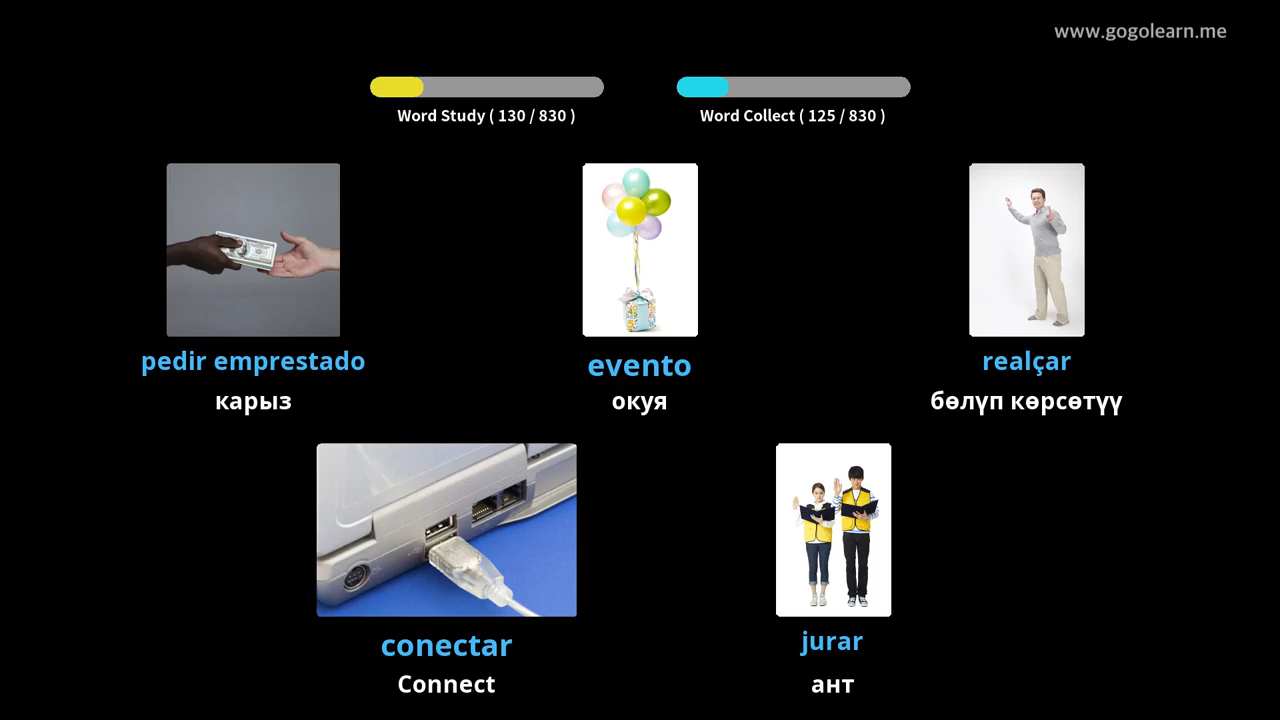 www.gogolearn.me
Word Study ( 130 / 830 )
Word Collect ( 125 / 830 )
pedir emprestado
карыз
evento
окуя
realçar
бөлүп көрсөтүү
conectar
Connect
jurar
ант